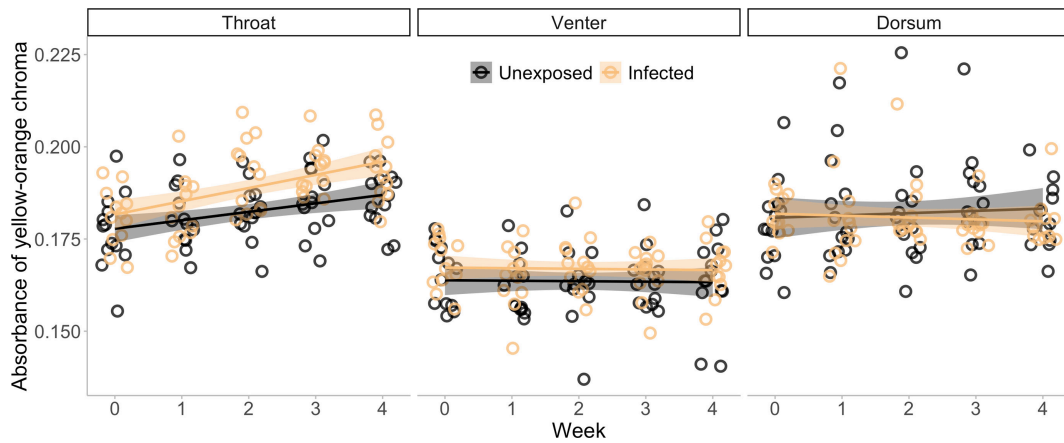 Throat
Venter
Dorsum
Absorbance of yellow-orange chroma
0.225
0.200
0.175
0.150
Unexposed Infected
0 1 2 3 4
0 1 2 3 4
0 1 2 3 4
Week